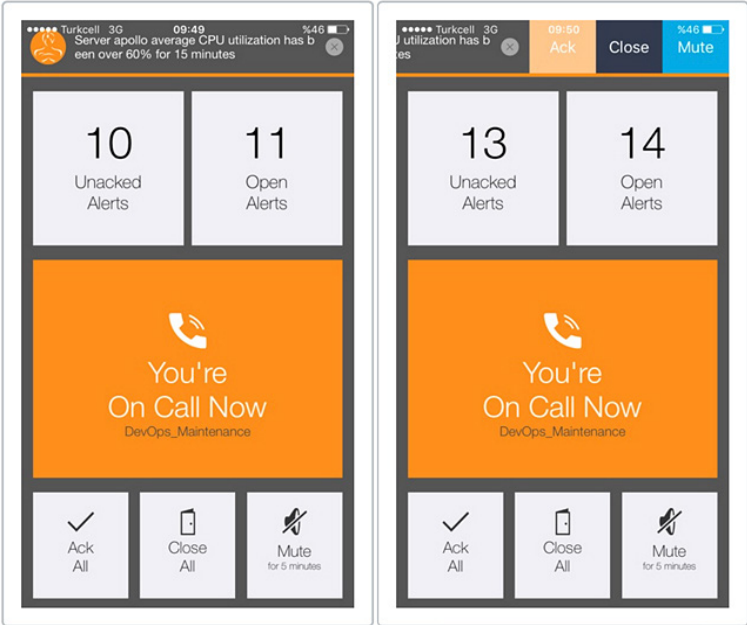 Turkcell 3G 09:49 %46
Server apollo average CPU utilization has b
een over 60% for 15 minutes
10
Unacked
Alerts
11
Open
Alerts
You're
On Call Now
DevOps_Maintenance
Ack
All
Close
All
Mute
for 5 minutes
Turkcell 3G 09:50 %46
J utilization has b
tes
Ack
Close
Mute
13
Unacked
Alerts
14
Open
Alerts
You're
On Call Now
DevOps_Maintenance
Ack
All
Close
All
Mute
for 5 minutes